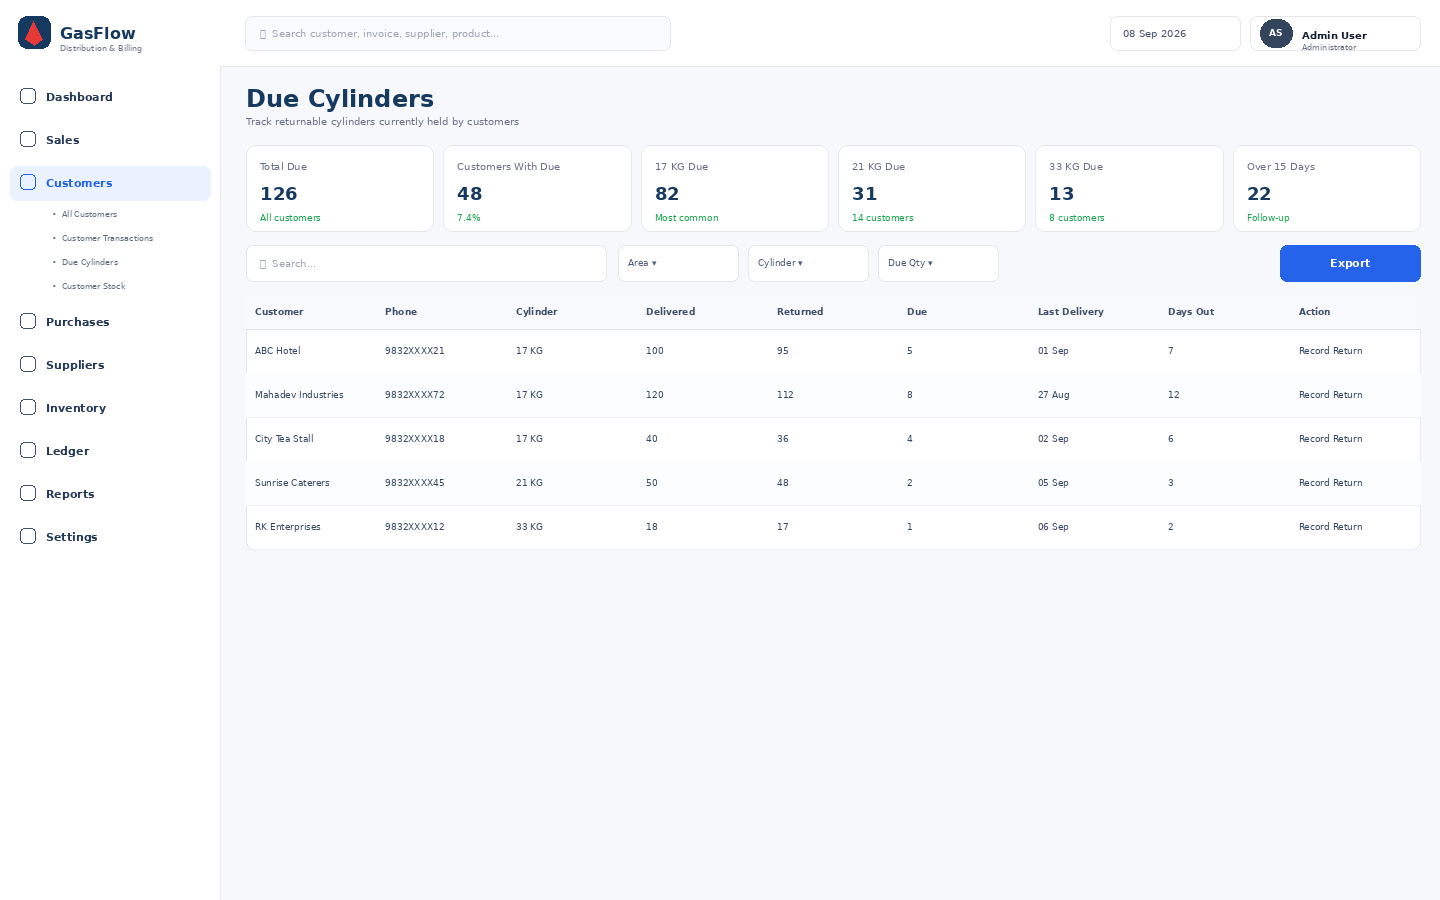 GasFlow
Distribution & Billing
Search customer, invoice, supplier, product...
08 Sep 2026
AS
Admin User
Administrator
Dashboard
Sales
Customers
• All Customers
• Customer Transactions
• Due Cylinders
• Customer Stock
Purchases
Suppliers
Inventory
Ledger
Reports
Settings
Due Cylinders
Track returnable cylinders currently held by customers
Total Due
126
All customers
Customers With Due
48
7.4%
17 KG Due
82
Most common
21 KG Due
31
14 customers
33 KG Due
13
8 customers
Over 15 Days
22
Follow-up
Search...
Area ▾
Cylinder ▾
Due Qty ▾
Export
Customer Phone Cylinder Delivered Returned Due Last Delivery Days Out Action
ABC Hotel 9832XXXX21 17 KG 100 95 5 01 Sep 7 Record Return
Mahadev Industries 9832XXXX72 17 KG 120 112 8 27 Aug 12 Record Return
City Tea Stall 9832XXXX18 17 KG 40 36 4 02 Sep 6 Record Return
Sunrise Caterers 9832XXXX45 21 KG 50 48 2 05 Sep 3 Record Return
RK Enterprises 9832XXXX12 33 KG 18 17 1 06 Sep 2 Record Return